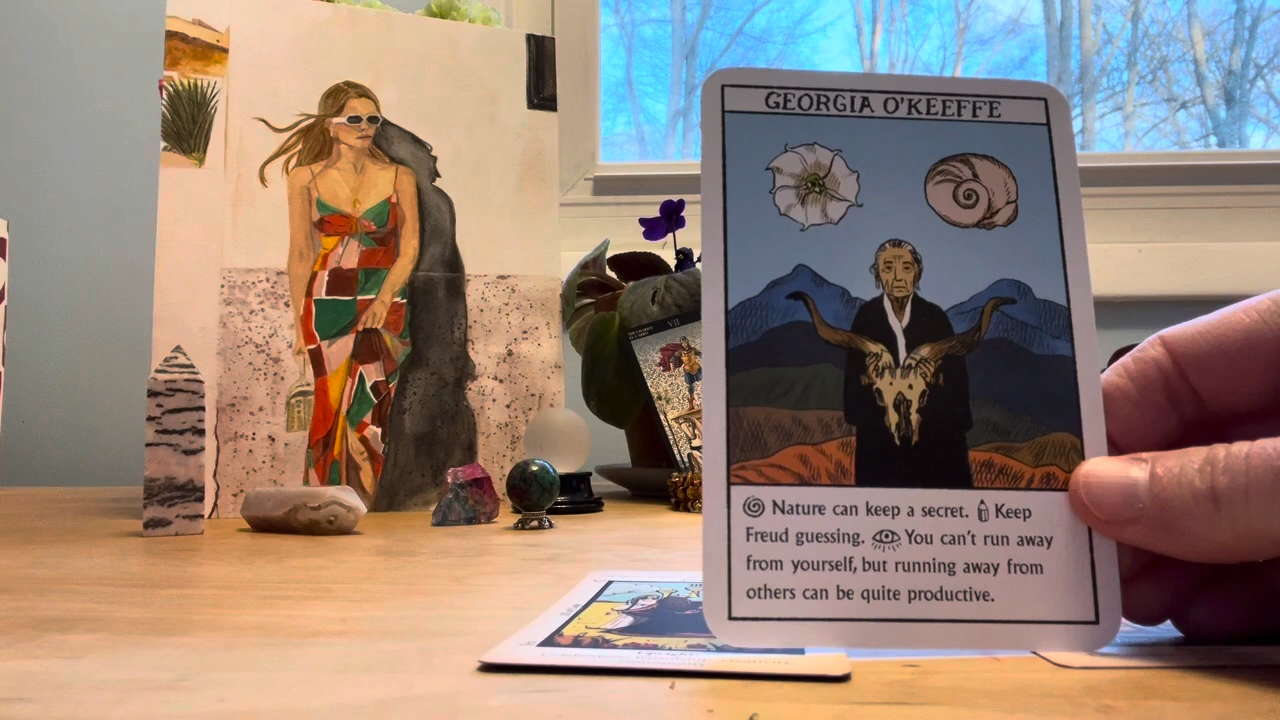 GEORGIA O'KEEFFE
Nature can keep a secret. Keep
Freud guessing. You can't run away
from yourself, but running away from
others can be quite productive.
VII